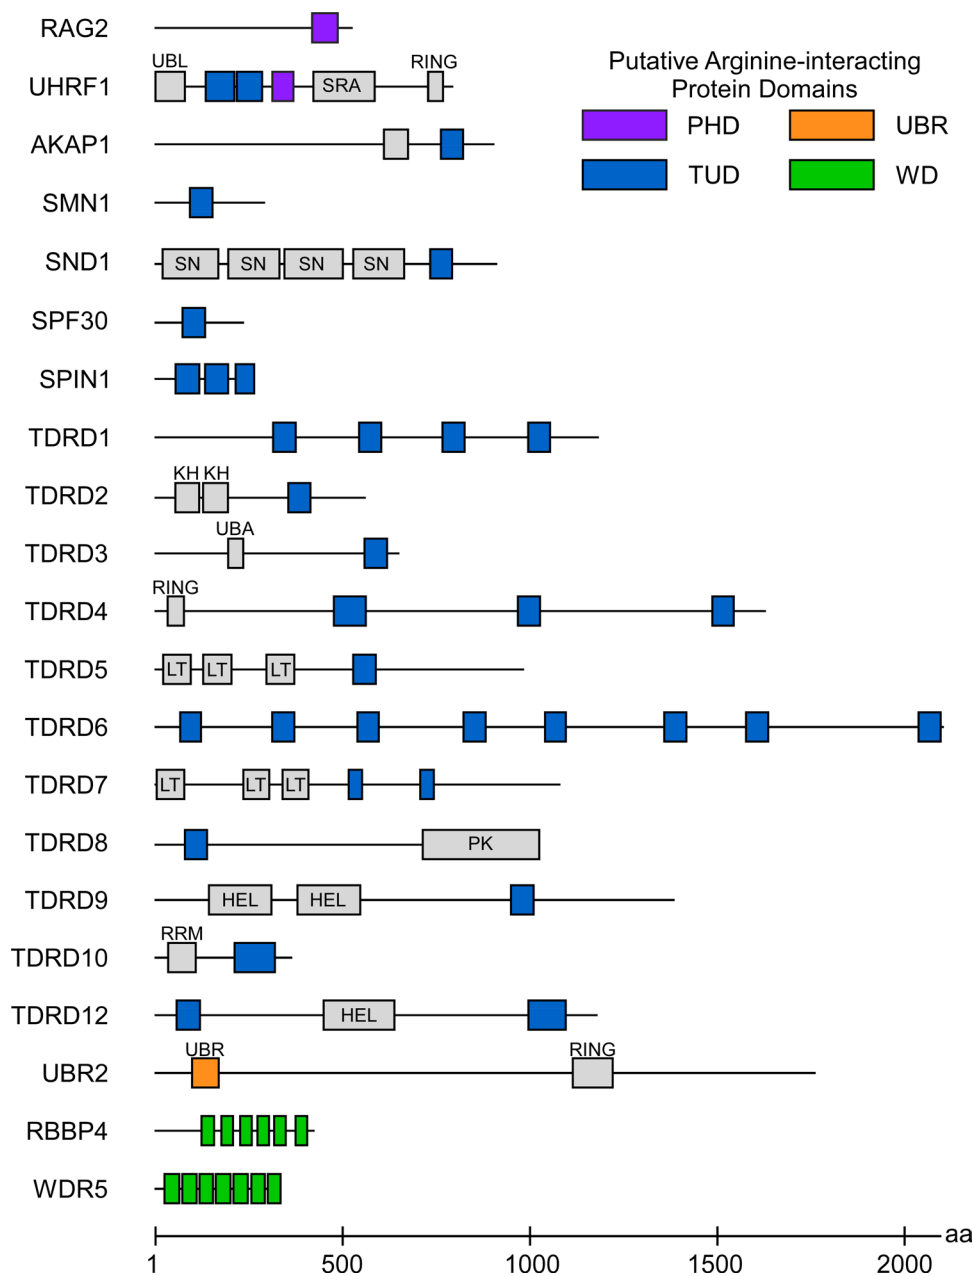 RAG2
Putative Arginine-interacting
Protein Domains
PHD
UBR
TUD
WD
UBL
RING
UHRF1
SRA
AKAP1
SMN1
SND1
SN
SN
SN
SN
SPF30
SPIN1
TDRD1
KH KH
TDRD2
UBA
TDRD3
RING
TDRD4
TDRD5
LT
LT
LT
TDRD6
TDRD7
LT
LT
LT
TDRD8
PK
TDRD9
HEL
HEL
RRM
TDRD10
TDRD12
HEL
UBR
RING
UBR2
RBBP4
WDR5
aa
1
500
1000
1500
2000